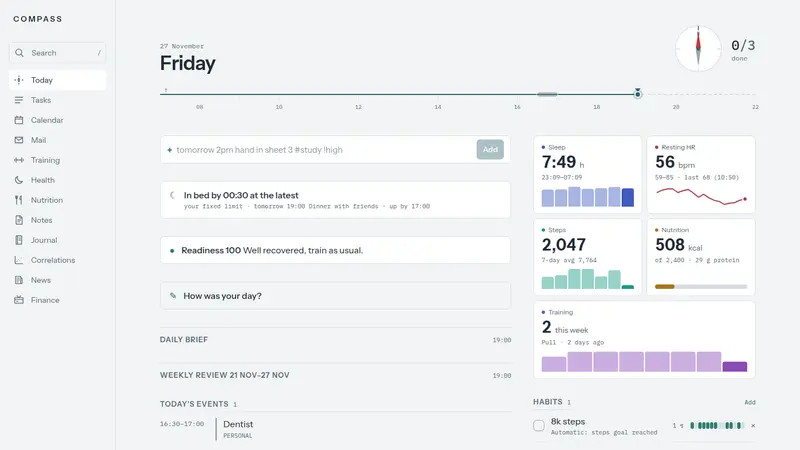 COMPASS
Search /
Today
Tasks
Calendar
Mail
Training
Health
Nutrition
Notes
Journal
Correlations
News
Finance
27 November
Friday
0/3
done
08 10 12 14 16 18 20 22
+ tomorrow 2pm hand in sheet 3 #study !high
Add
In bed by 00:30 at the latest
your fixed limit · tomorrow 19:00 Dinner with friends · up by 17:00
Readiness 100 Well recovered, train as usual.
How was your day?
DAILY BRIEF 19:00
WEEKLY REVIEW 21 NOV–27 NOV 19:00
TODAY'S EVENTS 1
16:30–17:00 Dentist
PERSONAL
Sleep
7:49 h
23:09–07:09
Resting HR
56 bpm
59–85 · last 68 (10:50)
Steps
2,047
7-day avg 7,764
Nutrition
508 kcal
of 2,400 · 29 g protein
Training
2 this week
Pull · 2 days ago
HABITS 1 Add
8k steps
Automatic: steps goal reached
1 ×